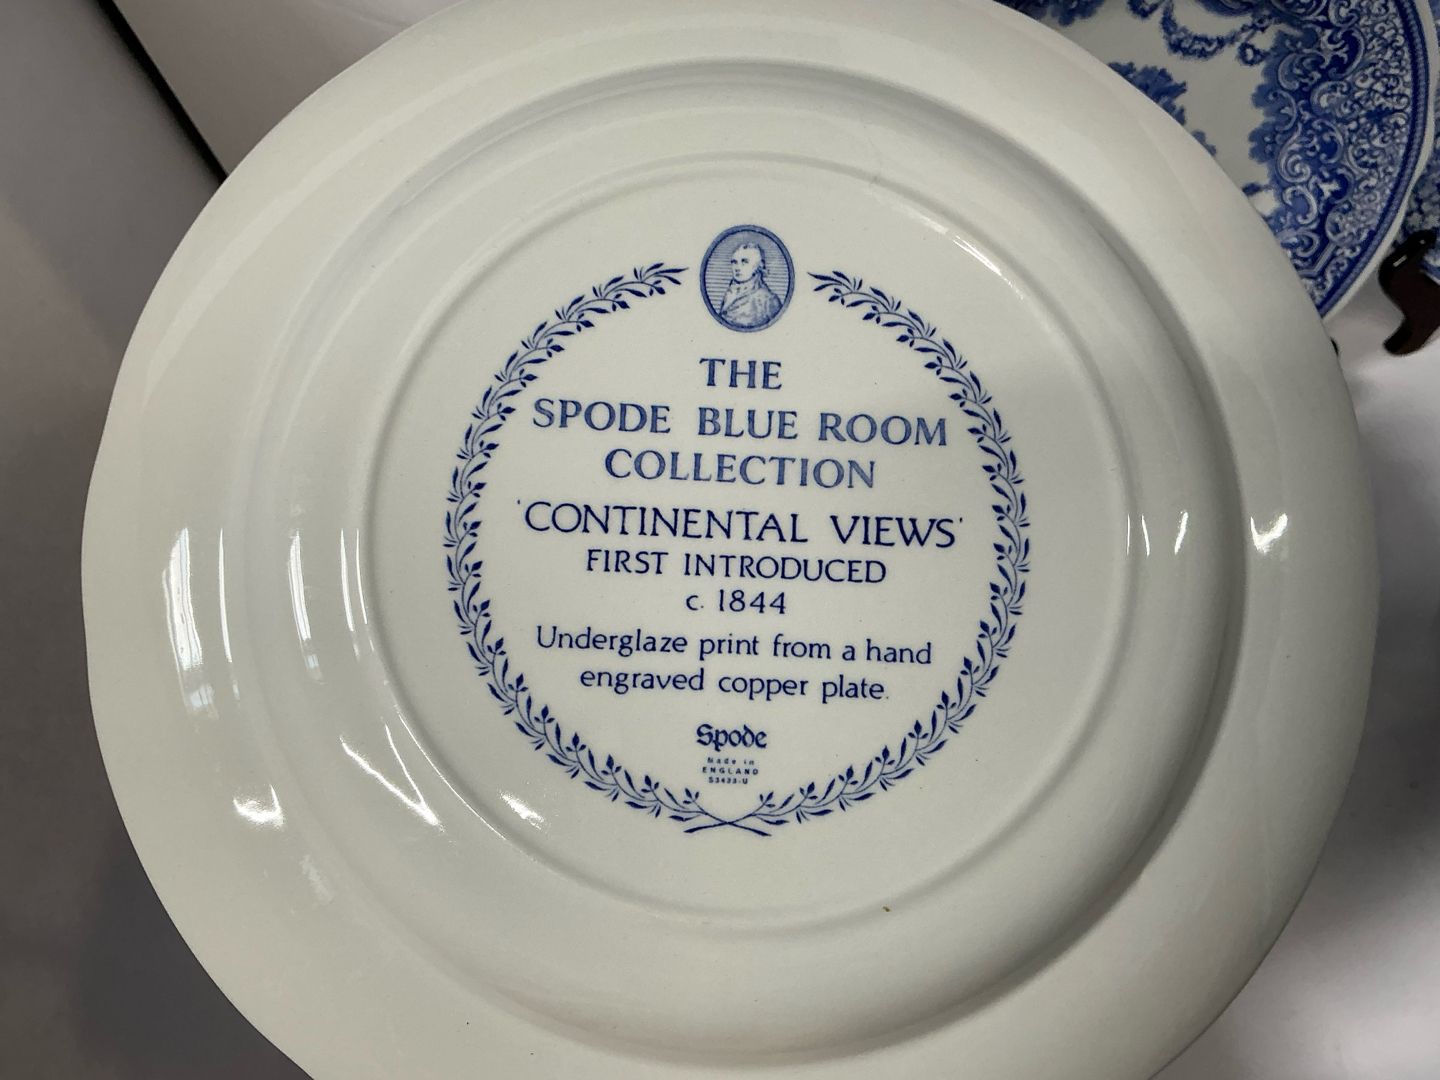 THE
SPODE BLUE ROOM
COLLECTION
'CONTINENTAL VIEWS'
FIRST INTRODUCED
c. 1844
Underglaze print from a hand
engraved copper plate.
Spode
Made in
ENGLAND